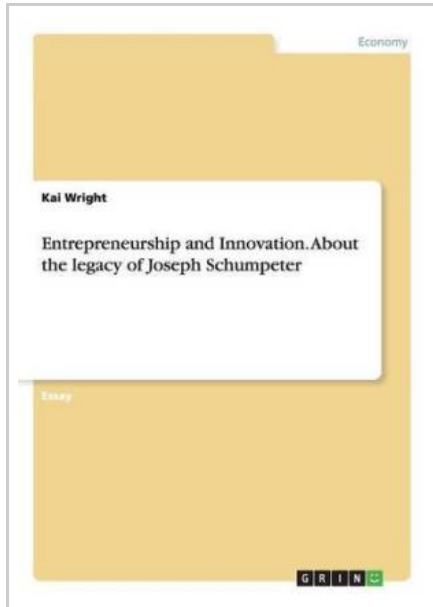 Economy
Kai Wright
Entrepreneurship and Innovation. About
the legacy of Joseph Schumpeter
Essay
GRIN